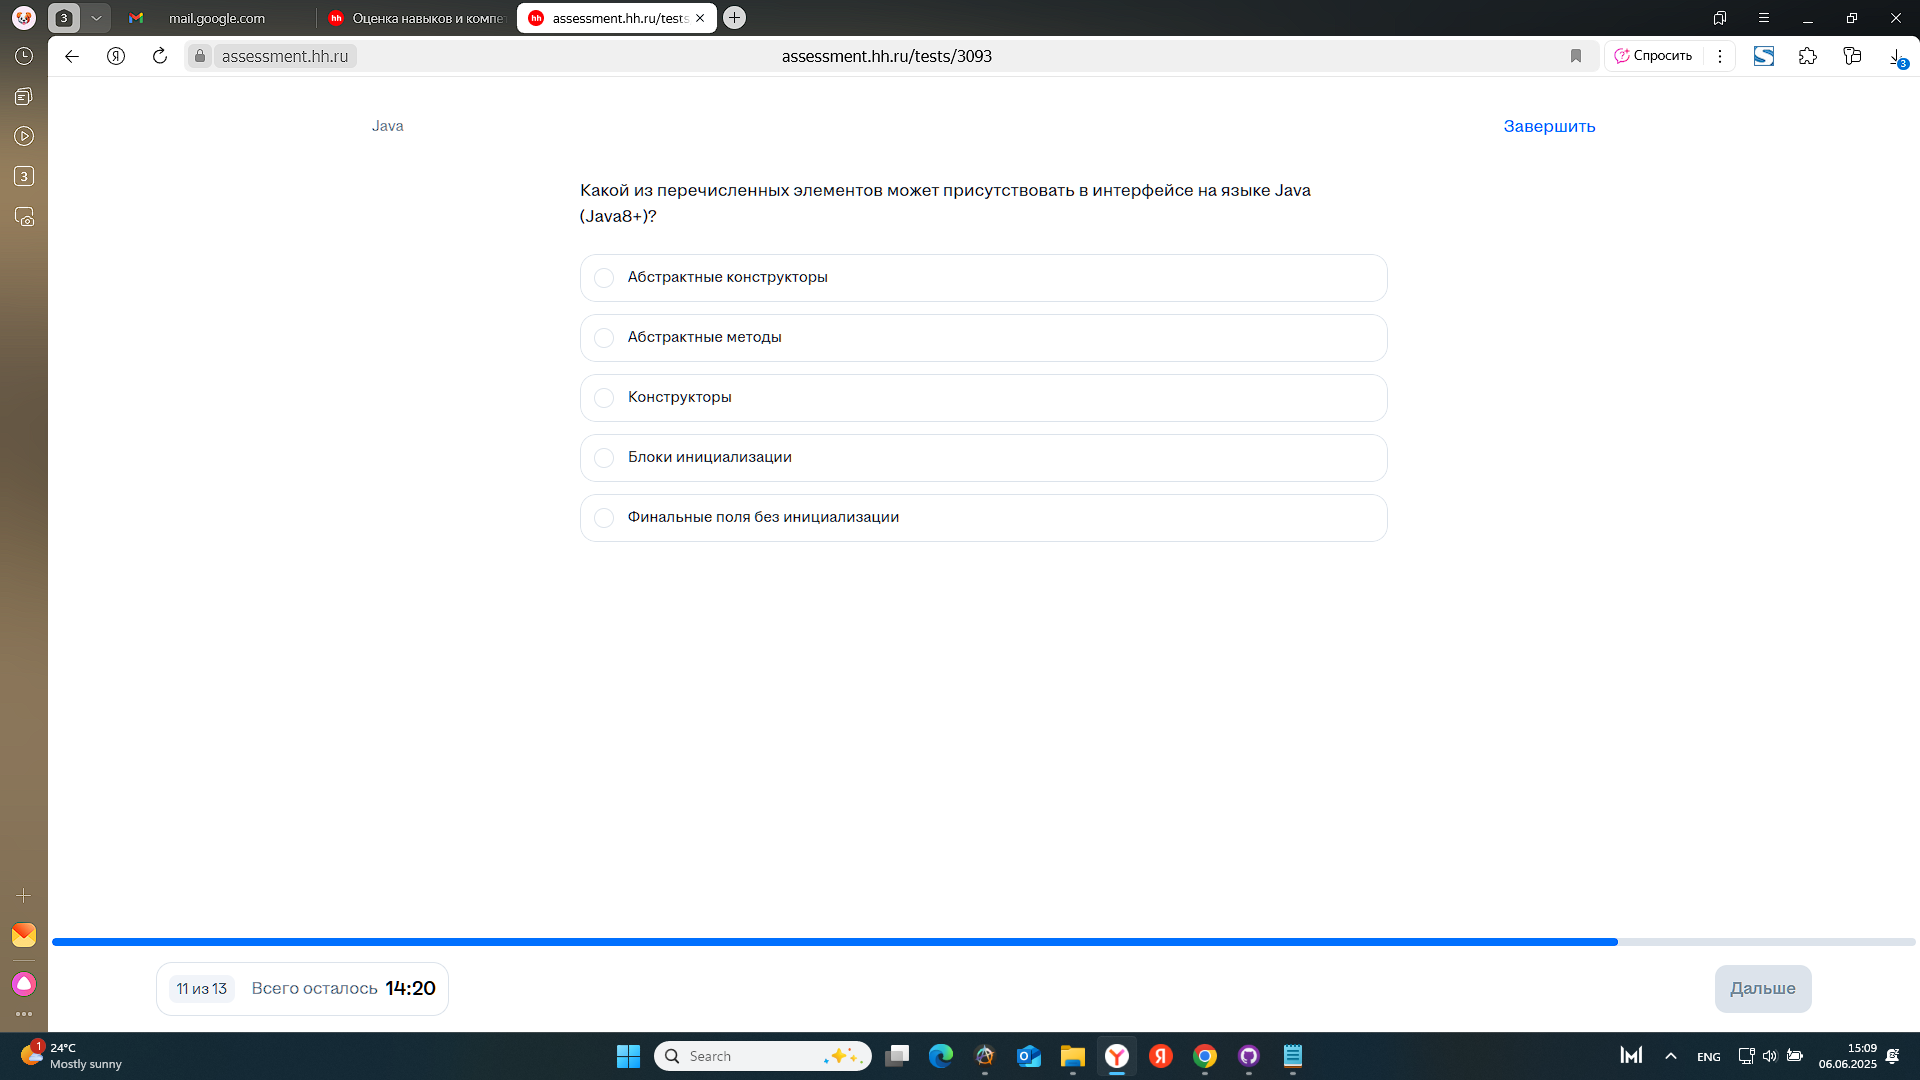 3
mail.google.com
hh
Оценка навыков и компе
hh
assessment.hh.ru/tests
assessment.hh.ru
assessment.hh.ru/tests/3093
Спросить
3
3
Java
Завершить
Какой из перечисленных элементов может присутствовать в интерфейсе на языке Java
(Java8+)?
Абстрактные конструкторы
Абстрактные методы
Конструкторы
Блоки инициализации
Финальные поля без инициализации
11 из 13
Всего осталось 14:20
Дальше
1
24°C
Mostly sunny
Search
ENG
15:09
06.06.2025